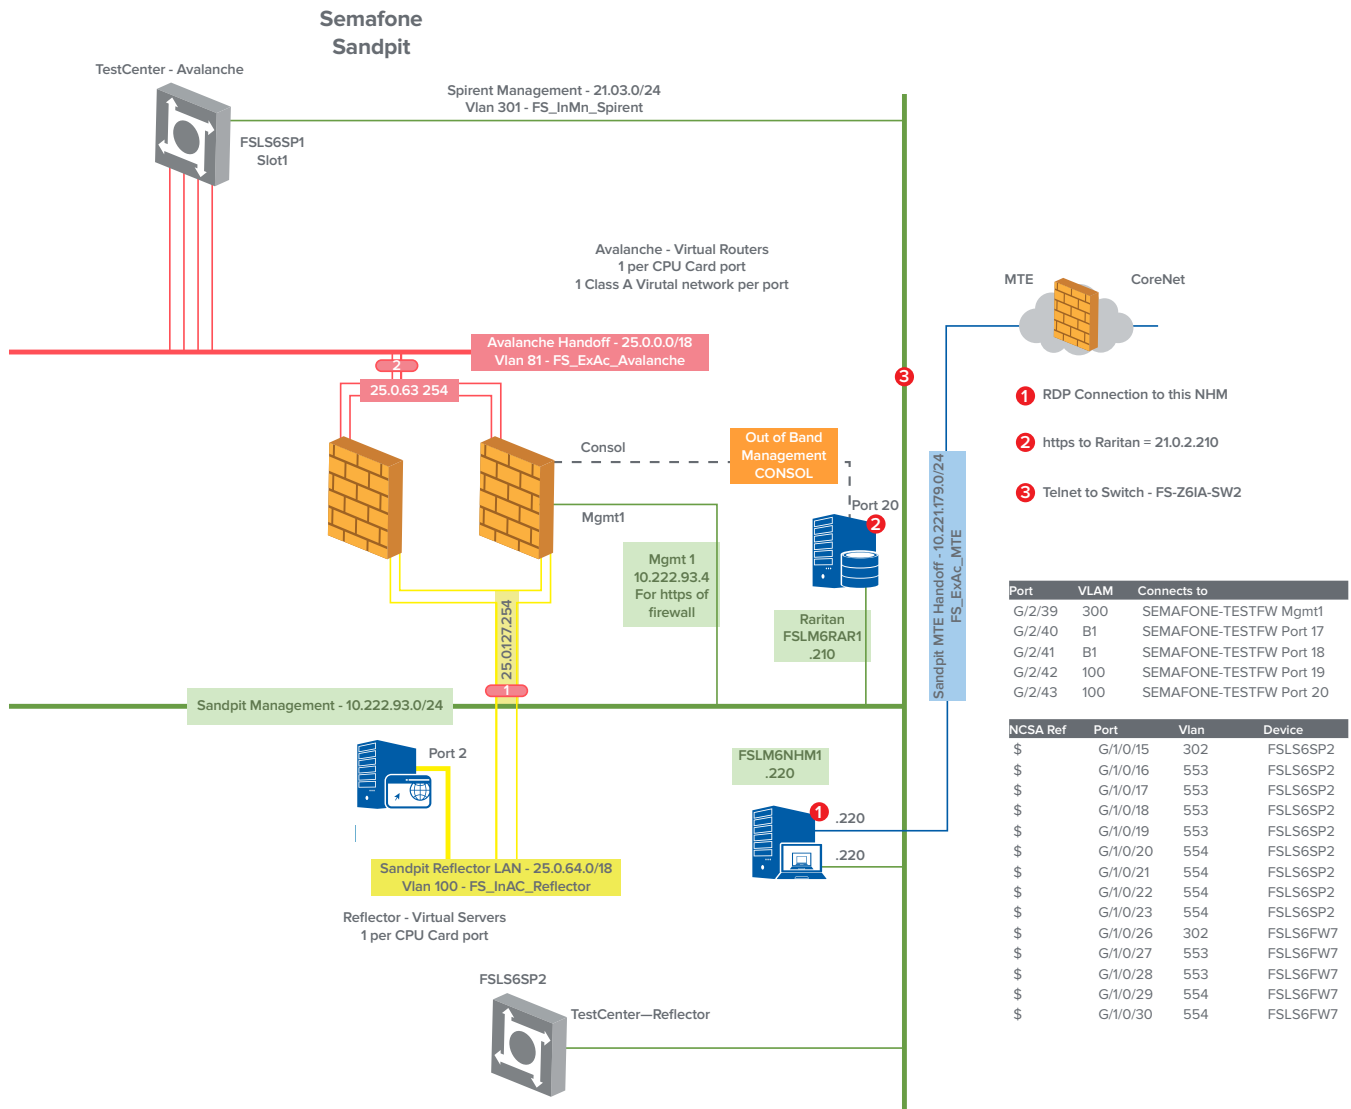 Semafone
Sandpit
TestCenter - Avalanche
FSLS6SP1
Slot1
Spirent Management - 21.03.0/24
Vlan 301 - FS_InMn_Spirent
Avalanche - Virtual Routers
1 per CPU Card port
1 Class A Virutal network per port
Avalanche Handoff - 25.0.0.0/18
Vlan 81 - FS_ExAc_Avalanche
2
25.0.63 254
3
MTE
CoreNet
1 RDP Connection to this NHM
2 https to Raritan = 21.0.2.210
3 Telnet to Switch - FS-Z6IA-SW2
Consol
Out of Band
Management
CONSOL
Mgmt1
Port 20
2
Mgmt 1
10.222.93.4
For https of
firewall
Raritan
FSLM6RAR1
.210
Sandpit MTE Handoff - 10.221.179.0/24
FS_ExAc_MTE
25.0.127.254
1
Sandpit Management - 10.222.93.0/24
Port 2
FSLM6NHM1
.220
1
.220
.220
Sandpit Reflector LAN - 25.0.64.0/18
Vlan 100 - FS_InAC_Reflector
Reflector - Virtual Servers
1 per CPU Card port
FSLS6SP2
TestCenter—Reflector
Port VLAM Connects to
G/2/39 300 SEMAFONE-TESTFW Mgmt1
G/2/40 B1 SEMAFONE-TESTFW Port 17
G/2/41 B1 SEMAFONE-TESTFW Port 18
G/2/42 100 SEMAFONE-TESTFW Port 19
G/2/43 100 SEMAFONE-TESTFW Port 20
NCSA Ref Port Vlan Device
$ G/1/0/15 302 FSLS6SP2
$ G/1/0/16 553 FSLS6SP2
$ G/1/0/17 553 FSLS6SP2
$ G/1/0/18 553 FSLS6SP2
$ G/1/0/19 553 FSLS6SP2
$ G/1/0/20 554 FSLS6SP2
$ G/1/0/21 554 FSLS6SP2
$ G/1/0/22 554 FSLS6SP2
$ G/1/0/23 554 FSLS6SP2
$ G/1/0/26 302 FSLS6FW7
$ G/1/0/27 553 FSLS6FW7
$ G/1/0/28 553 FSLS6FW7
$ G/1/0/29 554 FSLS6FW7
$ G/1/0/30 554 FSLS6FW7